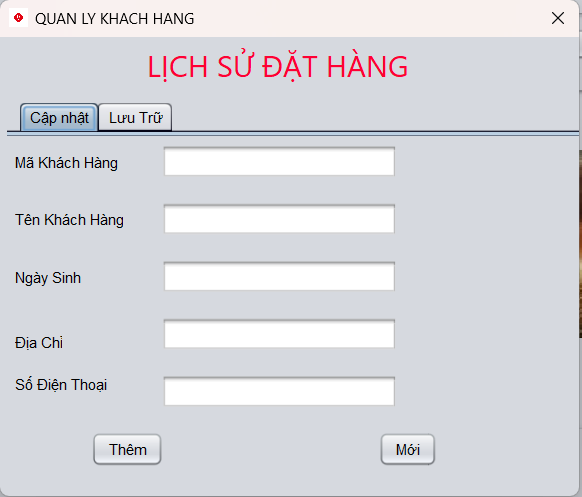 QUAN LY KHACH HANG
LỊCH SỬ ĐẶT HÀNG
Cập nhật
Lưu Trữ
Mã Khách Hàng
Tên Khách Hàng
Ngày Sinh
Địa Chỉ
Số Điện Thoại
Thêm
Mới